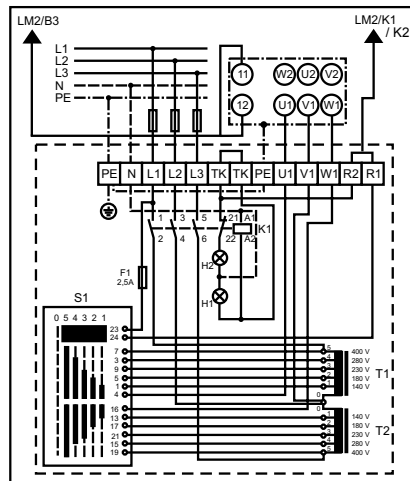 LM2/B3
LM2/K1
/ K2
L1
L2
L3
N
PE
11 W2 U2 V2
12 U1 V1 W1
PE N L1 L2 L3 TK TK PE U1 V1 W1 R2 R1
1 3 5 21 A1
K1
2 4 6 22 A2
H2
F1
2,5A
H1
S1
0 5 4 3 2 1
23
24
7 5 400 V
3 4 280 V
9 3 230 V
5 2 180 V
1 1 140 V
T1
4 0
16 0
13 1 140 V
17 2 180 V
21 3 230 V
15 4 280 V
19 5 400 V
T2